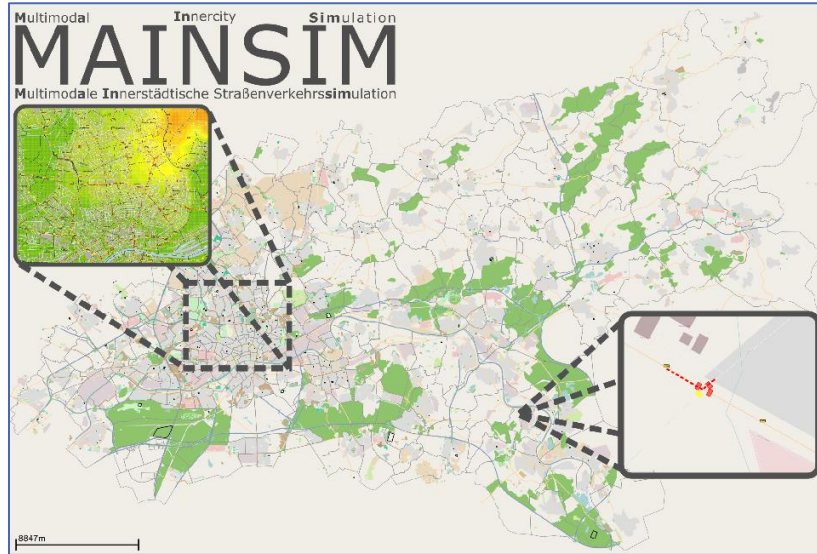 Multimodal Innercity Simulation
MAINSIM
Multimodale Innerstädtische Straßenverkehrssimulation
8847m